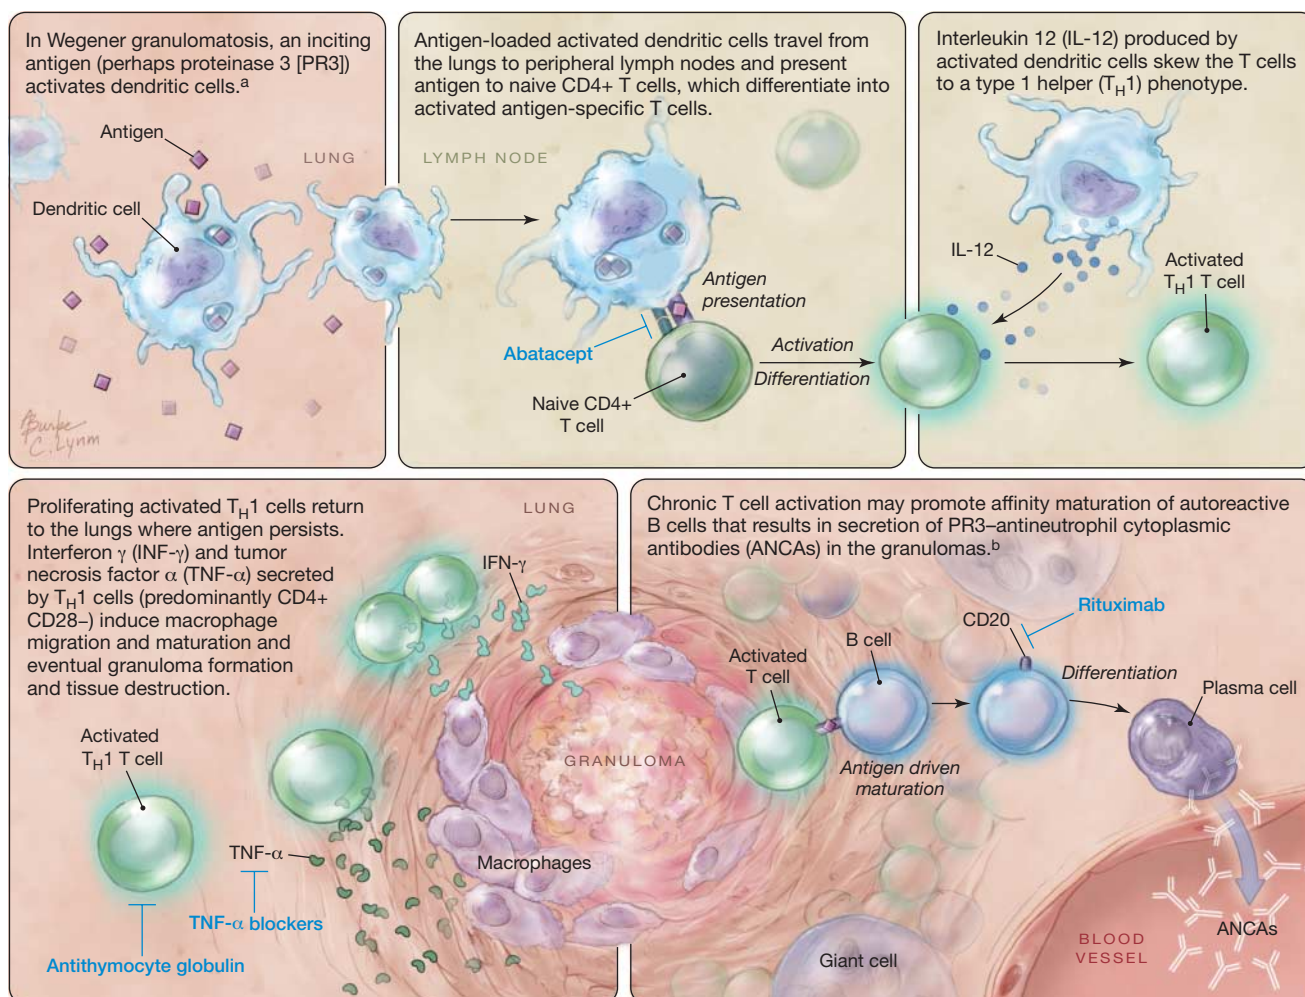 In Wegener granulomatosis, an inciting
antigen (perhaps proteinase 3 [PR3])
activates dendritic cells.a
Antigen
LUNG
Dendritic cell
Burke
C. Lynm
Antigen-loaded activated dendritic cells travel from
the lungs to peripheral lymph nodes and present
antigen to naive CD4+ T cells, which differentiate into
activated antigen-specific T cells.
LYMPH NODE
Antigen
presentation
Abatacept
Naive CD4+
T cell
Activation
Differentiation
Interleukin 12 (IL-12) produced by
activated dendritic cells skew the T cells
to a type 1 helper (TH1) phenotype.
IL-12
Activated
TH1 T cell
Proliferating activated TH1 cells return
to the lungs where antigen persists.
Interferon γ (INF-γ) and tumor
necrosis factor α (TNF-α) secreted
by TH1 cells (predominantly CD4+
CD28–) induce macrophage
migration and maturation and
eventual granuloma formation
and tissue destruction.
LUNG
IFN-γ
Activated
TH1 T cell
TNF-α
TNF-α blockers
Antithymocyte globulin
Macrophages
GRANULOMA
Chronic T cell activation may promote affinity maturation of autoreactive
B cells that results in secretion of PR3–antineutrophil cytoplasmic
antibodies (ANCAs) in the granulomas.b
Rituximab
CD20
B cell
Activated
T cell
Differentiation
Plasma cell
Antigen driven
maturation
Giant cell
BLOOD
VESSEL
ANCAs